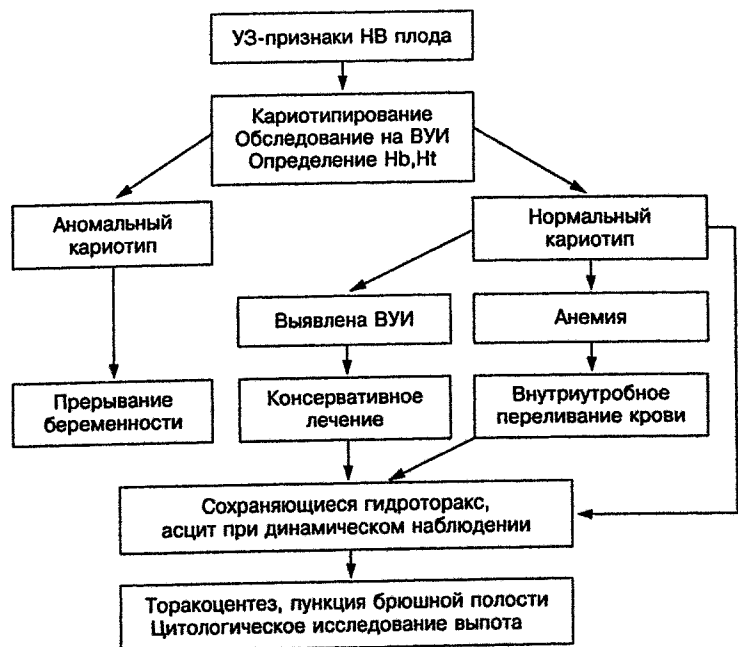 УЗ-признаки НВ плода
Кариотипирование
Обследование на ВУИ
Определение Hb,Ht
Аномальный
кариотип
Нормальный
кариотип
Выявлена ВУИ
Анемия
Прерывание
беременности
Консервативное
лечение
Внутриутробное
переливание крови
Сохраняющиеся гидроторакс,
асцит при динамическом наблюдении
Торакоцентез, пункция брюшной полости
Цитологическое исследование выпота